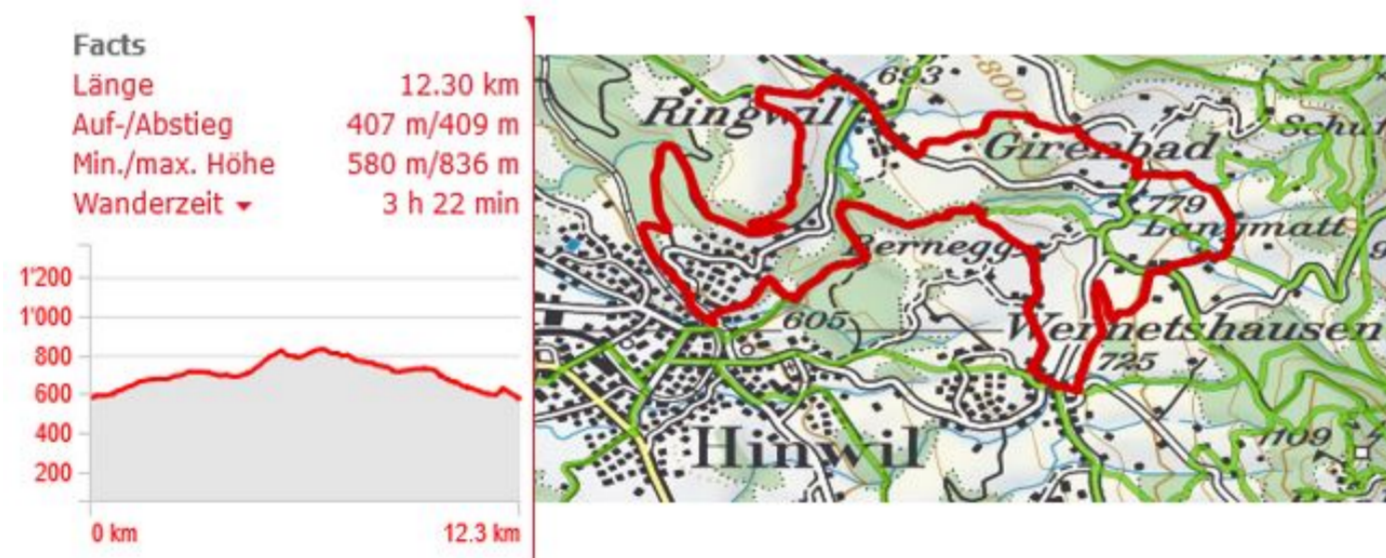 Facts
Länge 12.30 km
Auf-/Abstieg 407 m/409 m
Min./max. Höhe 580 m/836 m
Wanderzeit 3 h 22 min
1'200
1'000
800
600
400
200
0 km 12.3 km
693
800
Ringwil
Girenbad
779
Langmatt
Bernegg
605
Wernetshausen
725
Hinwil
1109